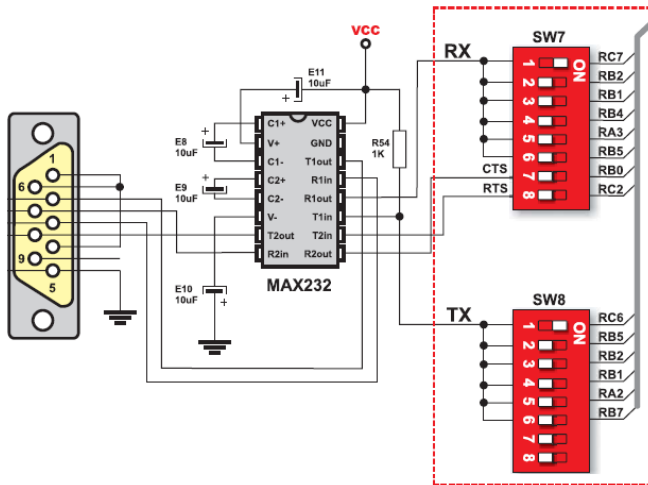 VCC
E11
10uF
E8
10uF
E9
10uF
E10
10uF
C1+ VCC
V+ GND
C1- T1out
C2+ R1in
C2- R1out
V- T1in
T2out T2in
R2in R2out
MAX232
R54
1K
1
6
9
5
RX
CTS
RTS
TX
SW7
ON
1 RC7
2 RB2
3 RB1
4 RB4
5 RA3
6 RB5
7 RB0
8 RC2
SW8
ON
1 RC6
2 RB5
3 RB2
4 RB1
5 RA2
6 RB7
7
8